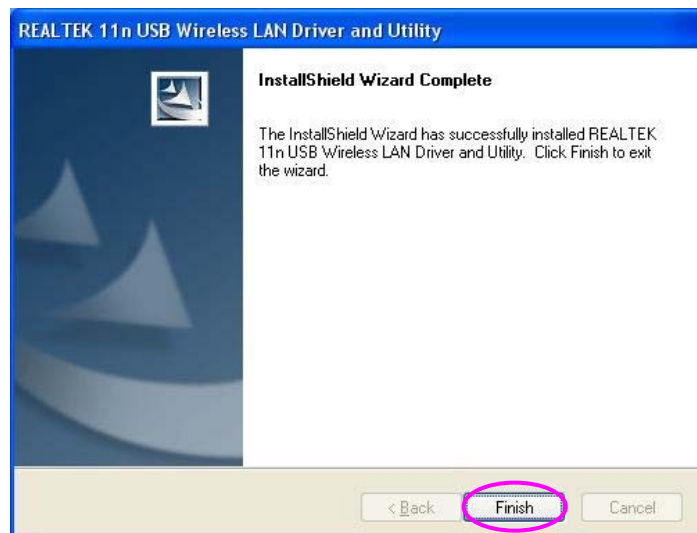 REALTEK 11n USB Wireless LAN Driver and Utility
InstallShield Wizard Complete
The InstallShield Wizard has successfully installed REALTEK
11n USB Wireless LAN Driver and Utility. Click Finish to exit
the wizard.
< Back Finish Cancel